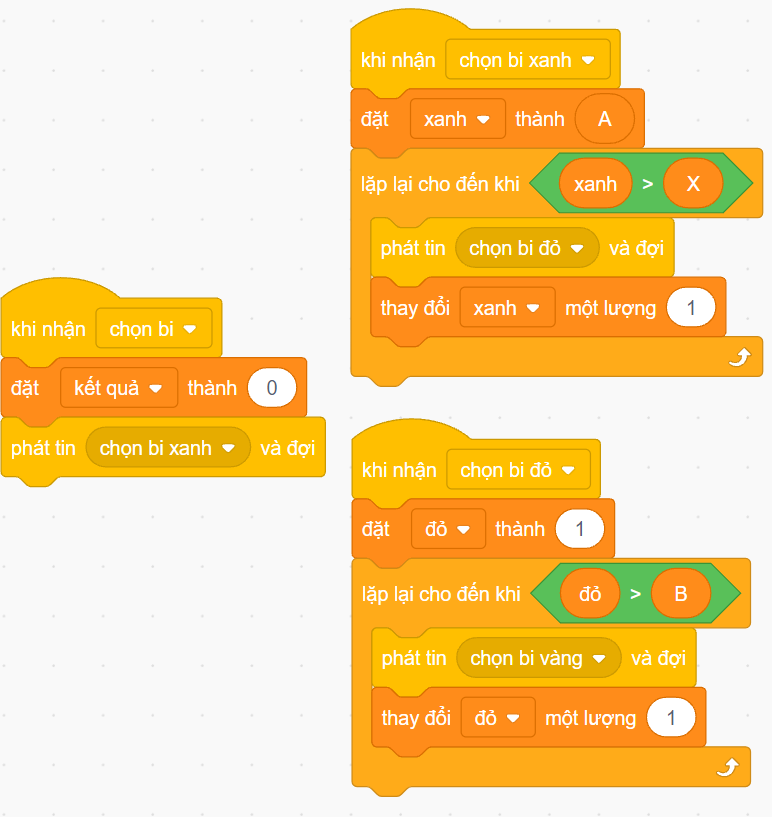 khi nhận chọn bi
đặt kết quả thành 0
phát tin chọn bi xanh và đợi
khi nhận chọn bi xanh
đặt xanh thành A
lặp lại cho đến khi xanh > X
phát tin chọn bi đỏ và đợi
thay đổi xanh một lượng 1
khi nhận chọn bi đỏ
đặt đỏ thành 1
lặp lại cho đến khi đỏ > B
phát tin chọn bi vàng và đợi
thay đổi đỏ một lượng 1